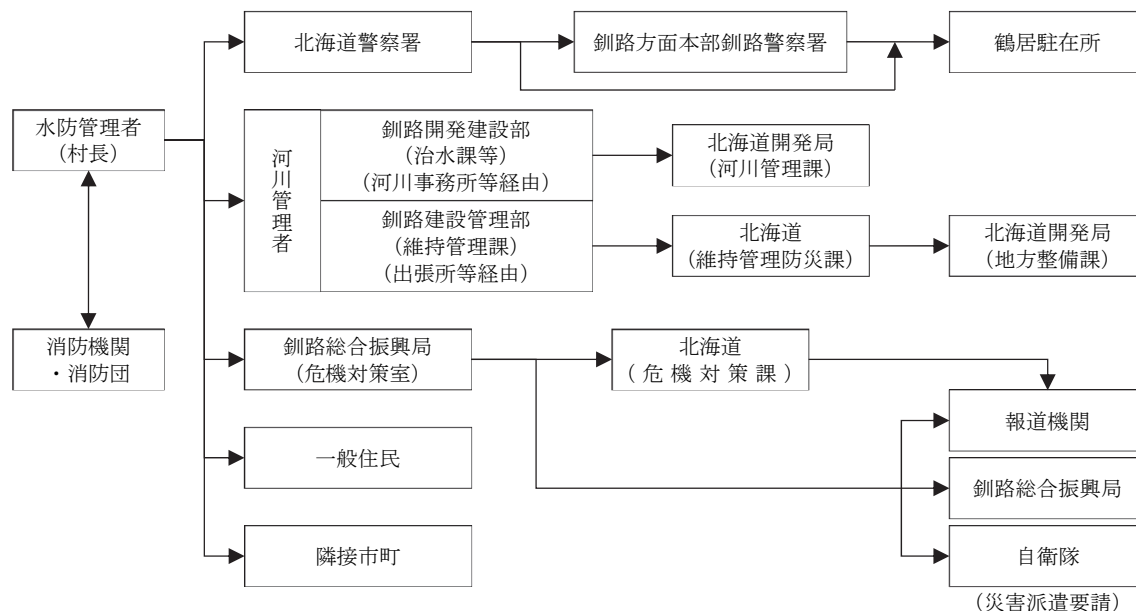 北海道警察署
釧路方面本部釧路警察署
鶴居駐在所
水防管理者
（村長）
河川管理者
釧路開発建設部
（治水課等）
（河川事務所等経由）
北海道開発局
（河川管理課）
釧路建設管理部
（維持管理課）
（出張所等経由）
北海道
（維持管理防災課）
北海道開発局
（地方整備課）
消防機関
・消防団
釧路総合振興局
（危機対策室）
北海道
（危機対策課）
報道機関
一般住民
釧路総合振興局
隣接市町
自衛隊
（災害派遣要請）